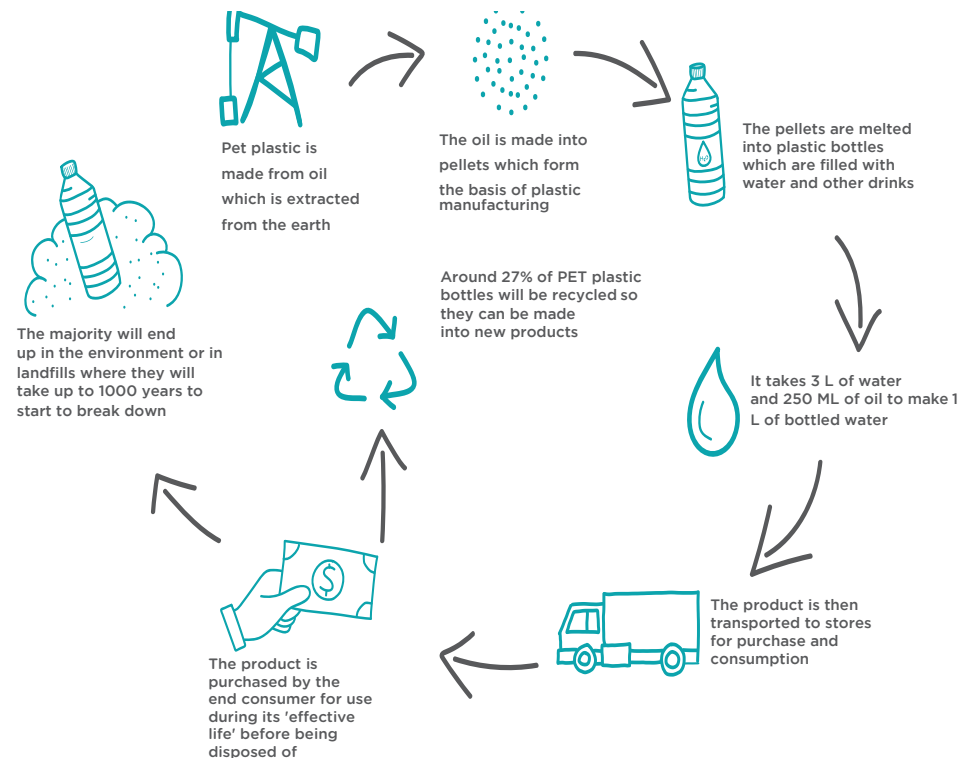 Pet plastic is
made from oil
which is extracted
from the earth
The oil is made into
pellets which form
the basis of plastic
manufacturing
The pellets are melted
into plastic bottles
which are filled with
water and other drinks
It takes 3 L of water
and 250 ML of oil to make 1
L of bottled water
The product is then
transported to stores
for purchase and
consumption
$
The product is
purchased by the
end consumer for use
during its 'effective
life' before being
disposed of
Around 27% of PET plastic
bottles will be recycled so
they can be made
into new products
The majority will end
up in the environment or in
landfills where they will
take up to 1000 years to
start to break down